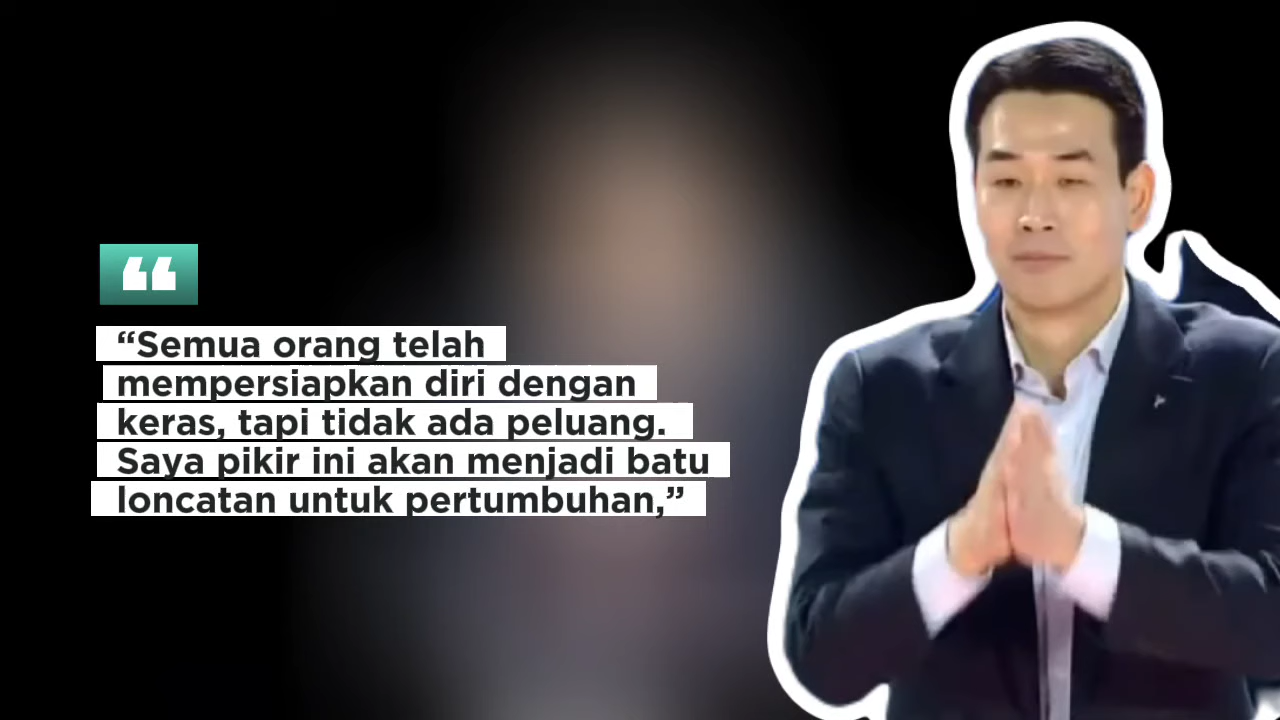 “Semua orang telah
mempersiapkan diri dengan
keras, tapi tidak ada peluang.
Saya pikir ini akan menjadi batu
loncatan untuk pertumbuhan,”